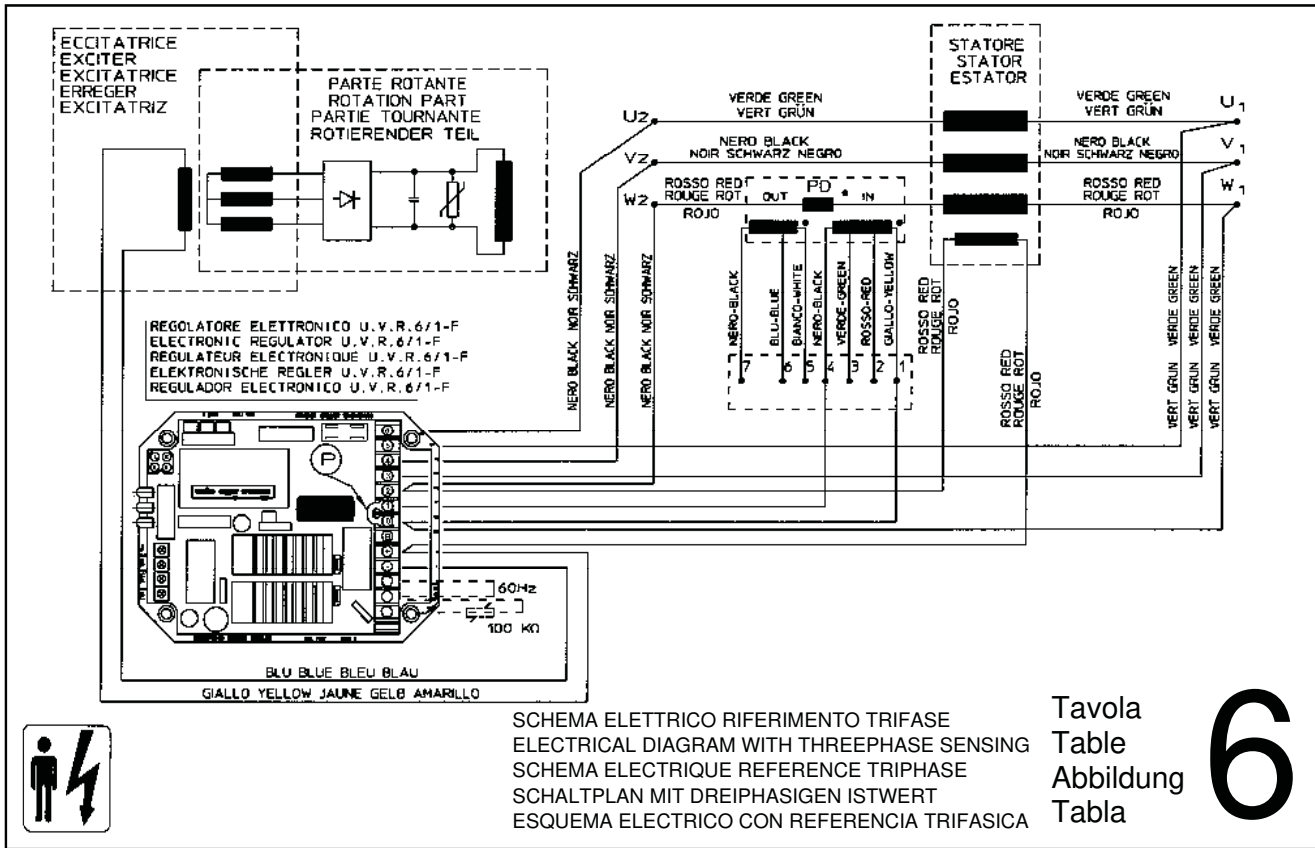 ECCITATRICE
EXCITER
EXCITATRICE
ERREGER
EXCITATRIZ
PARTE ROTANTE
ROTATION PART
PARTIE TOURNANTE
ROTIERENDER TEIL
STATORE
STATOR
ESTATOR
U2
VERDE GREEN
VERT GRÜN
VERDE GREEN
VERT GRÜN
U1
V2
NERO BLACK
NOIR SCHWARZ NEGRO
NERO BLACK
NOIR SCHWARZ NEGRO
V1
W2
ROSSO RED
ROUGE ROT
ROJO
OUT
PD
*
IN
ROSSO RED
ROUGE ROT
ROJO
W1
NERO BLACK NOIR SCHWARZ
NERO BLACK NOIR SCHWARZ
NERO BLACK NOIR SCHWARZ
NERO-BLACK
BLU-BLUE
BIANCO-WHITE
NERO-BLACK
VERDE-GREEN
ROSSO-RED
GIALLO-YELLOW
7 6 5 4 3 2 1
ROSSO RED
ROUGE ROT
ROJO
ROSSO RED
ROUGE ROT
ROJO
VERT GRUN VERDE GREEN
VERT GRUN VERDE GREEN
VERT GRUN VERDE GREEN
REGOLATORE ELETTRONICO U.V.R.6/1-F
ELECTRONIC REGULATOR U.V.R.6/1-F
REGULATEUR ELECTRONIQUE U.V.R.6/1-F
ELEKTRONISCHE REGLER U.V.R.6/1-F
REGULADOR ELECTRONICO U.V.R.6/1-F
P
60Hz
100 KΩ
BLU BLUE BLEU BLAU
GIALLO YELLOW JAUNE GELB AMARILLO
SCHEMA ELETTRICO RIFERIMENTO TRIFASE
ELECTRICAL DIAGRAM WITH THREEPHASE SENSING
SCHEMA ELECTRIQUE REFERENCE TRIPHASE
SCHALTPLAN MIT DREIPHASIGEN ISTWERT
ESQUEMA ELECTRICO CON REFERENCIA TRIFASICA
Tavola
Table
Abbildung
Tabla
6